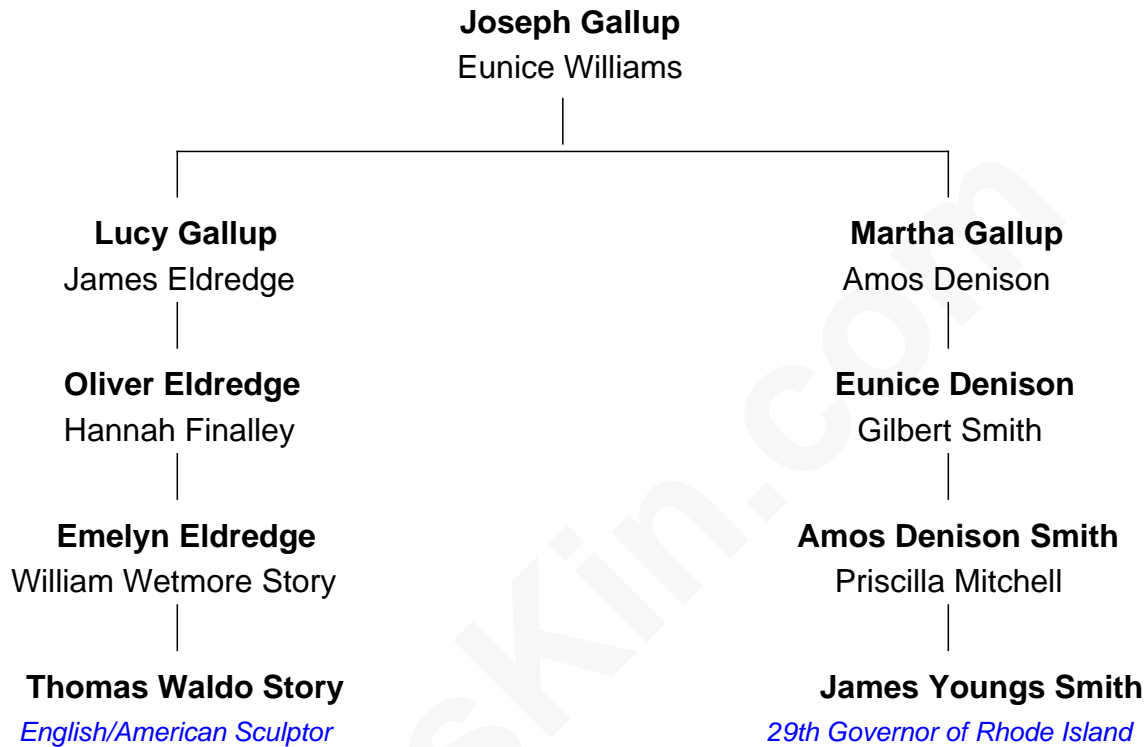 Joseph Gallup
Eunice Williams
Lucy Gallup
James Eldredge
Oliver Eldredge
Hannah Finalley
Emelyn Eldredge
William Wetmore Story
Thomas Waldo Story
English/American Sculptor
Martha Gallup
Amos Denison
Eunice Denison
Gilbert Smith
Amos Denison Smith
Priscilla Mitchell
James Youngs Smith
29th Governor of Rhode Island
sKin.com